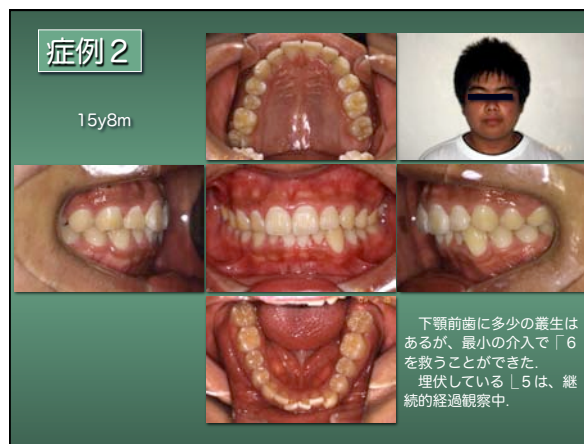 症例２
15y8m
下顎前歯に多少の叢生は
あるが、最小の介入で「６
を救うことができた.
埋伏している⎿５は、継
続的経過観察中.